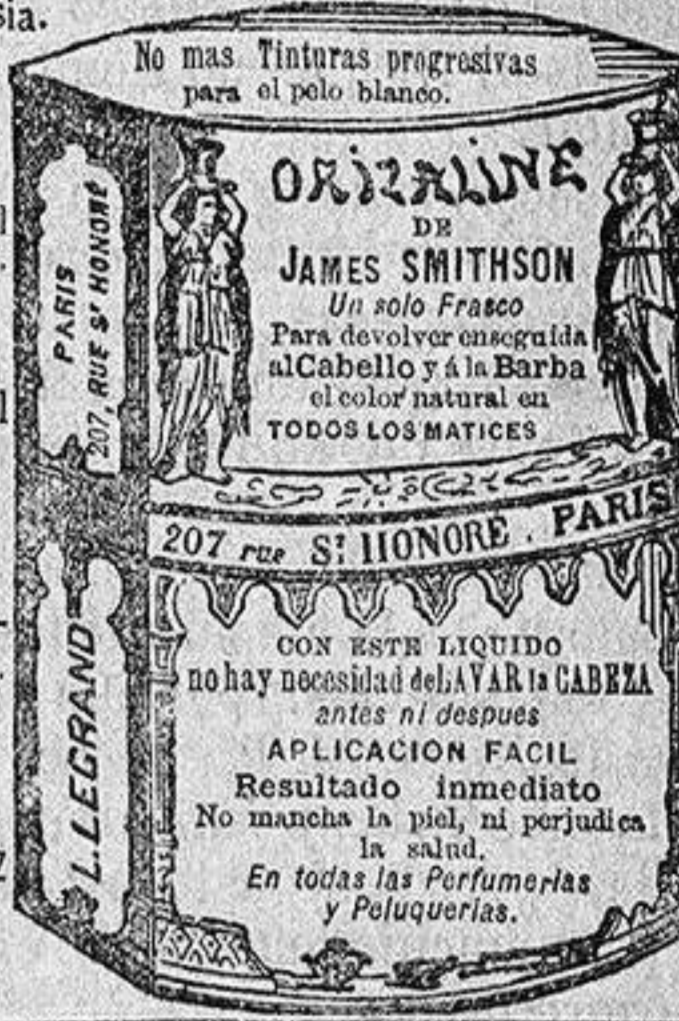 sia.
No mas Tinturas progresivas
para el pelo blanco.
ORIZALINE
DE
JAMES SMITHSON
Un solo Frasco
Para devolver enseguida
al Cabello y á la Barba
el color natural en
TODOS LOS MATICES
207 rue St HONORE. PARIS
CON ESTE LIQUIDO
no hay necesidad de LAVAR la CABEZA
antes ni despues
APLICACION FACIL
Resultado inmediato
No mancha la piel, ni perjudica
la salud.
En todas las Perfumerias
y Peluquerias.
PARIS
207, RUE St HONORÉ
L. LEGRAND